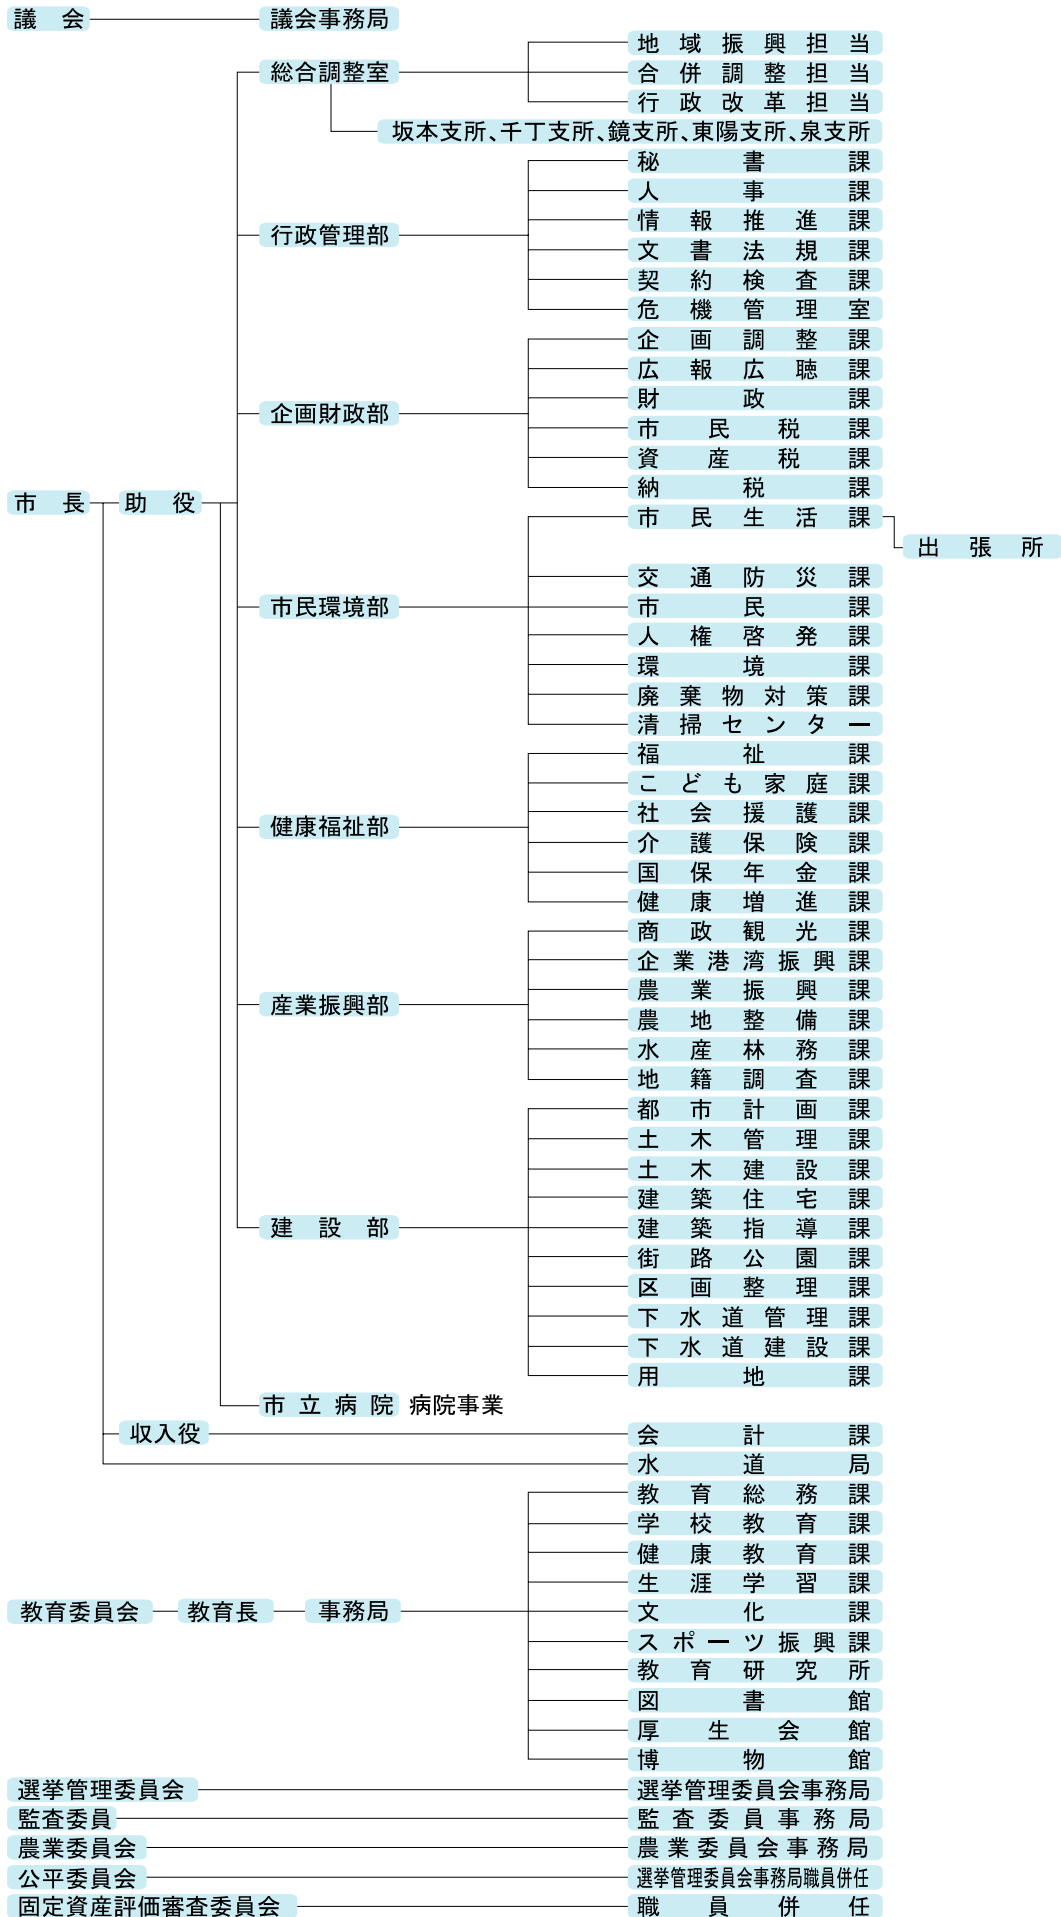 議会 議会事務局
地域振興担当
総合調整室 合併調整担当
行政改革担当
坂本支所、千丁支所、鏡支所、東陽支所、泉支所
秘書課
人事課
情報推進課
行政管理部
文書法規課
契約検査課
危機管理室
企画調整課
広報広聴課
財政課
企画財政部
市民税課
資産税課
納税課
市長 助役
市民生活課
出張所
交通防災課
市民環境部 市民課
人権啓発課
環境課
廃棄物対策課
清掃センター
福祉課
こども家庭課
社会援護課
健康福祉部
介護保険課
国保年金課
健康増進課
商政観光課
企業港湾振興課
農業振興課
産業振興部
農地整備課
水産林務課
地籍調査課
都市計画課
土木管理課
土木建設課
建築住宅課
建設部 建築指導課
街路公園課
区画整理課
下水道管理課
下水道建設課
用地課
市立病院 病院事業
収入役 会計課
水道局
教育総務課
学校教育課
健康教育課
生涯学習課
教育委員会 教育長 事務局 文化課
スポーツ振興課
教育研究所
図書館
厚生会館
博物館
選挙管理委員会 選挙管理委員会事務局
監査委員 監査委員事務局
農業委員会 農業委員会事務局
公平委員会 選挙管理委員会事務局職員併任
固定資産評価審査委員会 職員併任